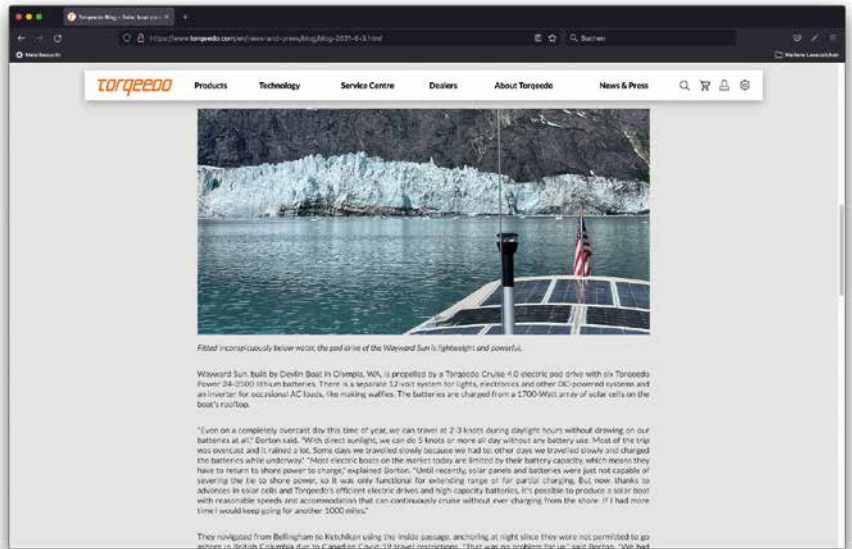 Torqeedo Blog – Solar boat
https://www.torqeedo.com/en/news-and-press/blog/blog-2021-8-3.html
Suchen
Meistbesucht
Weitere Lesezeichen
TORQEEDO
Products
Technology
Service Centre
Dealers
About Torqeedo
News & Press
Fitted inconspicuously below water, the pod drive of the Wayward Sun is lightweight and powerful.
Wayward Sun, built by Devlin Boat in Olympia, WA, is propelled by a Torqeedo Cruise 4.0 electric pod drive with six Torqeedo
Power 24-3500 lithium batteries. There is a separate 12-volt system for lights, electronics and other DC-powered systems and
an inverter for occasional AC loads, like making waffles. The batteries are charged from a 1700-Watt array of solar cells on the
boat's rooftop.
"Even on a completely overcast day this time of year, we can travel at 2-3 knots during daylight hours without drawing on our
batteries at all," Borton said. "With direct sunlight, we can do 5 knots or more all day without any battery use. Most of the trip
was overcast and it rained a lot. Some days we travelled slowly because we had to; other days we travelled slowly and charged
the batteries while underway." "Most electric boats on the market today are limited by their battery capacity, which means they
have to return to shore power to charge," explained Borton. "Until recently, solar panels and batteries were just not capable of
severing the tie to shore power, so it was only functional for extending range or for partial charging. But now, thanks to
advances in solar cells and Torqeedo's efficient electric drives and high-capacity batteries, it's possible to produce a solar boat
with reasonable speeds and accommodation that can continuously cruise without ever charging from the shore. If I had more
time I would keep going for another 1000 miles."
They navigated from Bellingham to Ketchikan using the inside passage, anchoring at night since they were not permitted to go
ashore in British Columbia due to Canadian Covid-19 travel restrictions. "That was no problem for us," said Borton. "We had